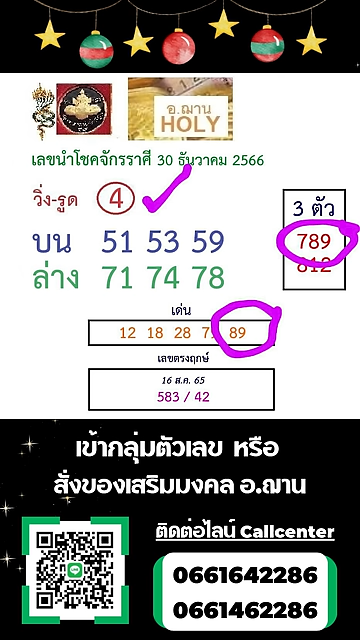 อ.ฌาน
HOLY
เลขนำโชคจักรราศี 30 ธันวาคม 2566
วิ่ง-รูด 4
3 ตัว
บน 51 53 59
789
ล่าง 71 74 78
812
เด่น
12 18 28 7 89
เลขตรงฤกษ์
16 ส.ค. 65
583 / 42
เข้ากลุ่มตัวเลข หรือ
สั่งของเสริมมงคล อ.ฌาน
ติดต่อไลน์ Callcenter
0661642286
0661462286